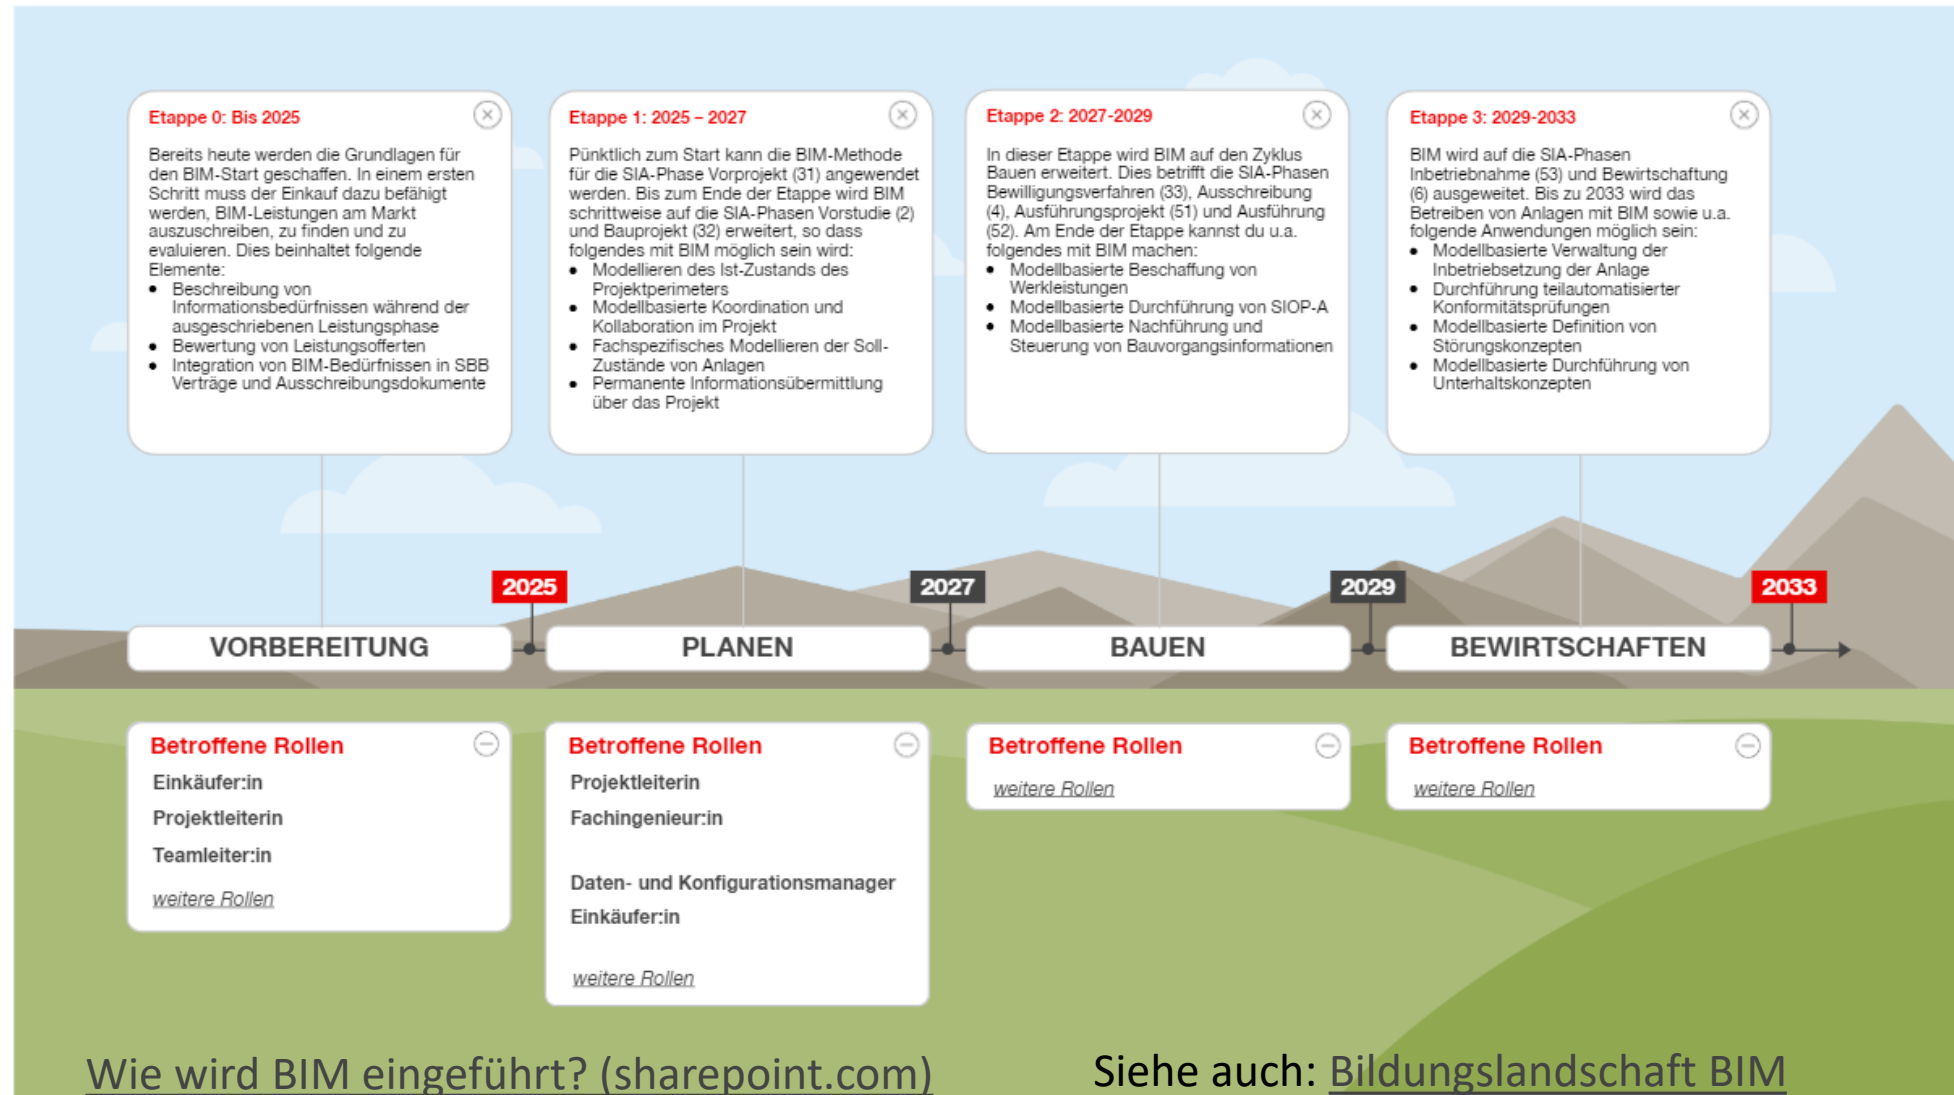 Etappe 0: Bis 2025
Bereits heute werden die Grundlagen für
den BIM-Start geschaffen. In einem ersten
Schritt muss der Einkauf dazu befähigt
werden, BIM-Leistungen am Markt
auszuschreiben, zu finden und zu
evaluieren. Dies beinhaltet folgende
Elemente:
• Beschreibung von
Informationsbedürfnissen während der
ausgeschriebenen Leistungsphase
• Bewertung von Leistungsofferten
• Integration von BIM-Bedürfnissen in SBB
Verträge und Ausschreibungsdokumente
Etappe 1: 2025 – 2027
Pünktlich zum Start kann die BIM-Methode
für die SIA-Phase Vorprojekt (31) angewendet
werden. Bis zum Ende der Etappe wird BIM
schrittweise auf die SIA-Phasen Vorstudie (2)
und Bauprojekt (32) erweitert, so dass
folgendes mit BIM möglich sein wird:
• Modellieren des Ist-Zustands des
Projektperimeters
• Modellbasierte Koordination und
Kollaboration im Projekt
• Fachspezifisches Modellieren der Soll-
Zustände von Anlagen
• Permanente Informationsübermittlung
über das Projekt
Etappe 2: 2027-2029
In dieser Etappe wird BIM auf den Zyklus
Bauen erweitert. Dies betrifft die SIA-Phasen
Bewilligungsverfahren (33), Ausschreibung
(4), Ausführungsprojekt (51) und Ausführung
(52). Am Ende der Etappe kannst du u.a.
folgendes mit BIM machen:
• Modellbasierte Beschaffung von
Werkleistungen
• Modellbasierte Durchführung von SIOP-A
• Modellbasierte Nachführung und
Steuerung von Bauvorgangsinformationen
Etappe 3: 2029-2033
BIM wird auf die SIA-Phasen
Inbetriebnahme (53) und Bewirtschaftung
(6) ausgeweitet. Bis zu 2033 wird das
Betreiben von Anlagen mit BIM sowie u.a.
folgende Anwendungen möglich sein:
• Modellbasierte Verwaltung der
Inbetriebsetzung der Anlage
• Durchführung teilautomatisierter
Konformitätsprüfungen
• Modellbasierte Definition von
Störungskonzepten
• Modellbasierte Durchführung von
Unterhaltskonzepten
2025
2027
2029
2033
VORBEREITUNG
PLANEN
BAUEN
BEWIRTSCHAFTEN
Betroffene Rollen
Einkäufer:in
Projektleiterin
Teamleiter:in
weitere Rollen
Betroffene Rollen
Projektleiterin
Fachingenieur:in
Daten- und Konfigurationsmanager
Einkäufer:in
weitere Rollen
Betroffene Rollen
weitere Rollen
Betroffene Rollen
weitere Rollen
Wie wird BIM eingeführt? (sharepoint.com)
Siehe auch: Bildungslandschaft BIM